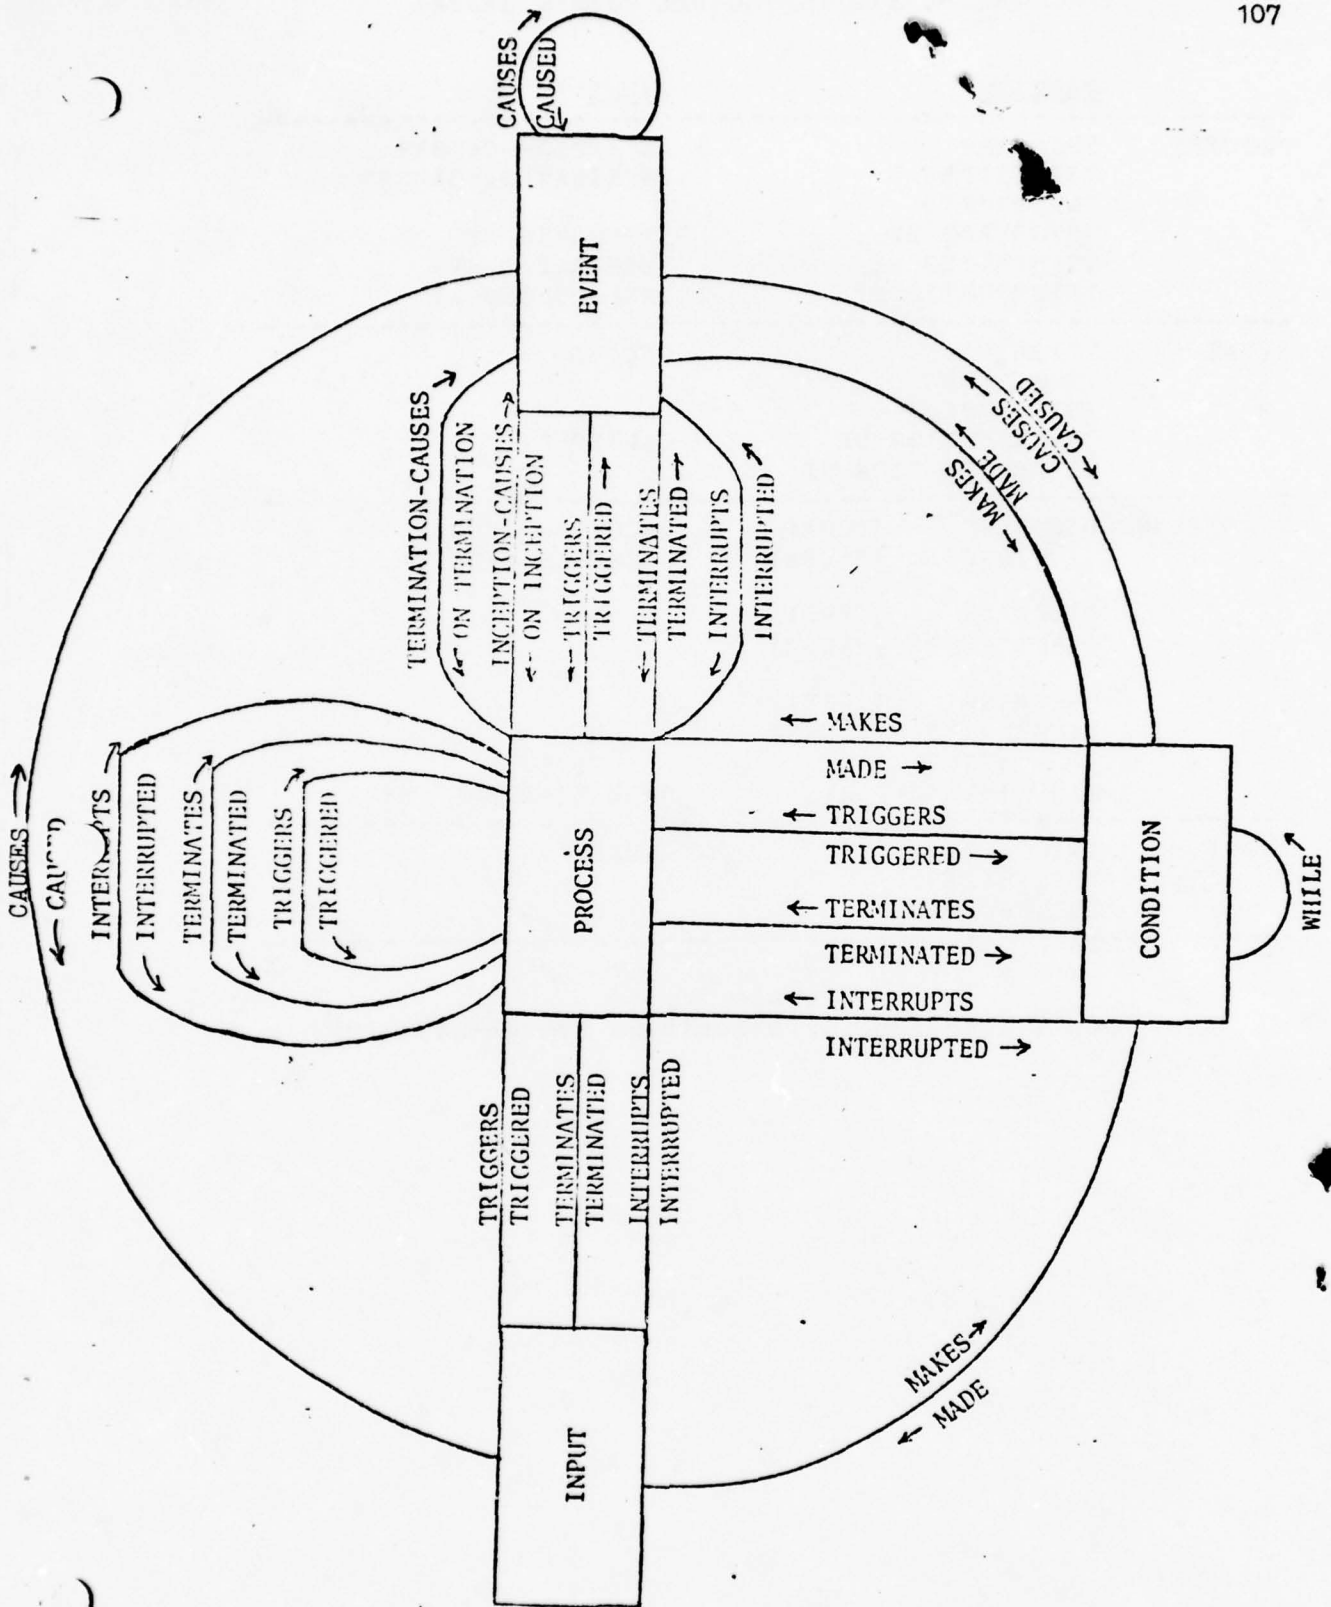 107
CAUSES
CAUSED
EVENT
TERMINATION-CAUSES
ON TERMINATION
INCEPTION-CAUSES
ON INCEPTION
TRIGGERS
TRIGGERED
TERMINATES
TERMINATED
INTERRUPTS
INTERRUPTED
CAUSED
CAUSES
MADE
MAKES
CAUSES
INTERRUPTS
INTERRUPTED
TERMINATES
TERMINATED
TRIGGERS
TRIGGERED
PROCESS
MAKES
MADE
TRIGGERS
TRIGGERED
TERMINATES
TERMINATED
INTERRUPTS
INTERRUPTED
CONDITION
WHILE
TRIGGERS
TRIGGERED
TERMINATES
TERMINATED
INTERRUPTS
INTERRUPTED
INPUT
MAKES
MADE